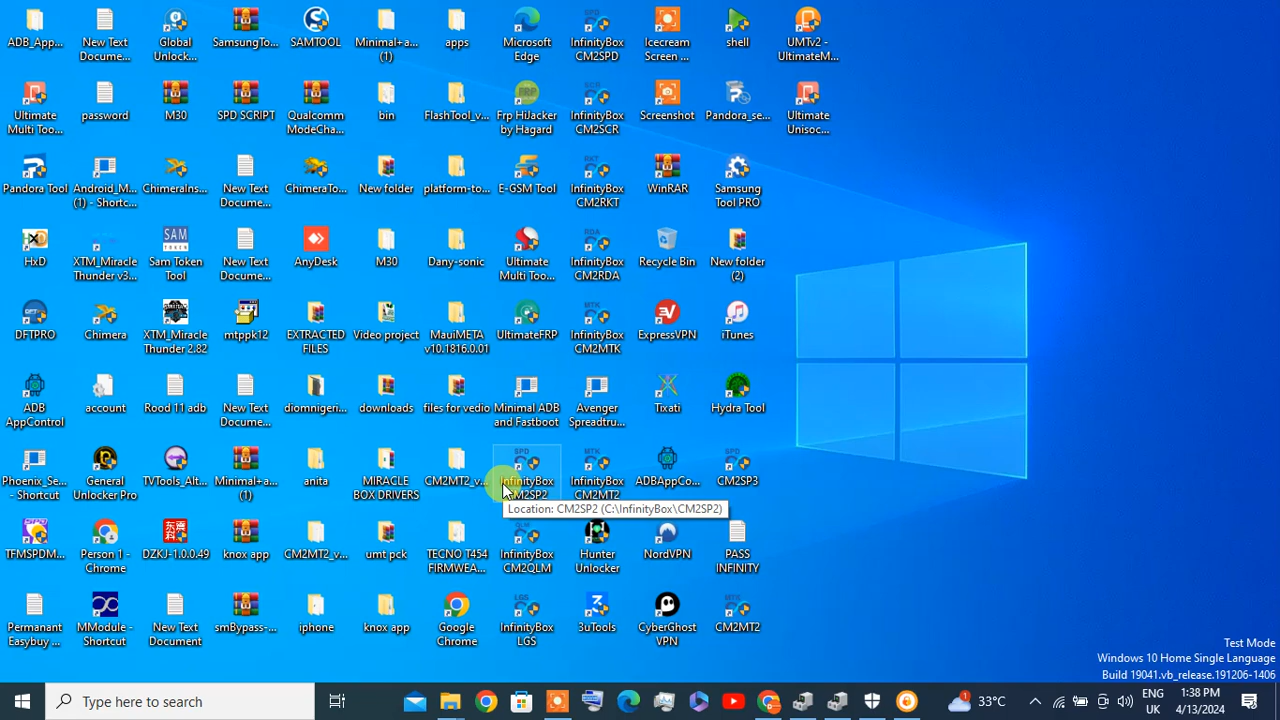 ADB_App...
New Text
Docume...
Global
Unlock...
SamsungTo...
SAMTOOL
Minimal+a...
(1)
apps
Microsoft
Edge
InfinityBox
CM2SPD
Icecream
Screen ...
shell
UMTv2 -
UltimateM...
Ultimate
Multi Too...
password
M30
SPD SCRIPT
Qualcomm
ModeCha...
bin
FlashTool_v...
Frp HiJacker
by Hagard
InfinityBox
CM2SCR
Screenshot
Pandora_se...
Ultimate
Unisoc...
Pandora Tool
Android_M...
(1) - Shortc...
ChimeraIns...
New Text
Docume...
ChimeraTo...
New folder
platform-to...
E-GSM Tool
InfinityBox
CM2RKT
WinRAR
Samsung
Tool PRO
HxD
XTM_Miracle
Thunder v3...
Sam Token
Tool
New Text
Docume...
AnyDesk
M30
Dany-sonic
Ultimate
Multi Too...
InfinityBox
CM2RDA
Recycle Bin
New folder
(2)
DFTPRO
Chimera
XTM_Miracle
Thunder 2.82
mtppk12
EXTRACTED
FILES
Video project
MauiMETA
v10.1816.0.01
UltimateFRP
InfinityBox
CM2MTK
ExpressVPN
iTunes
ADB
AppControl
account
Rood 11 adb
New Text
Docume...
diomnigeri...
downloads
files for vedio
Minimal ADB
and Fastboot
Avenger
Spreadtru...
Tixati
Hydra Tool
Phoenix_Se...
- Shortcut
General
Unlocker Pro
TVTools_Alt...
Minimal+a...
(1)
anita
MIRACLE
BOX DRIVERS
CM2MT2_v...
InfinityBox
CM2SP2
InfinityBox
CM2MT2
ADBAppCo...
CM2SP3
Location: CM2SP2 (C:\InfinityBox\CM2SP2)
TFMSPDM...
Person 1 -
Chrome
DZKJ-1.0.0.49
knox app
CM2MT2_v...
umt pck
TECNO T454
FIRMWEA...
InfinityBox
CM2QLM
Hunter
Unlocker
NordVPN
PASS
INFINITY
Permanant
Easybuy ...
MModule -
Shortcut
New Text
Document
smBypass-...
iphone
knox app
Google
Chrome
InfinityBox
LGS
3uTools
CyberGhost
VPN
CM2MT2
Test Mode
Windows 10 Home Single Language
Build 19041.vb_release.191206-1406
Type here to search
33°C
ENG
UK
1:38 PM
4/13/2024